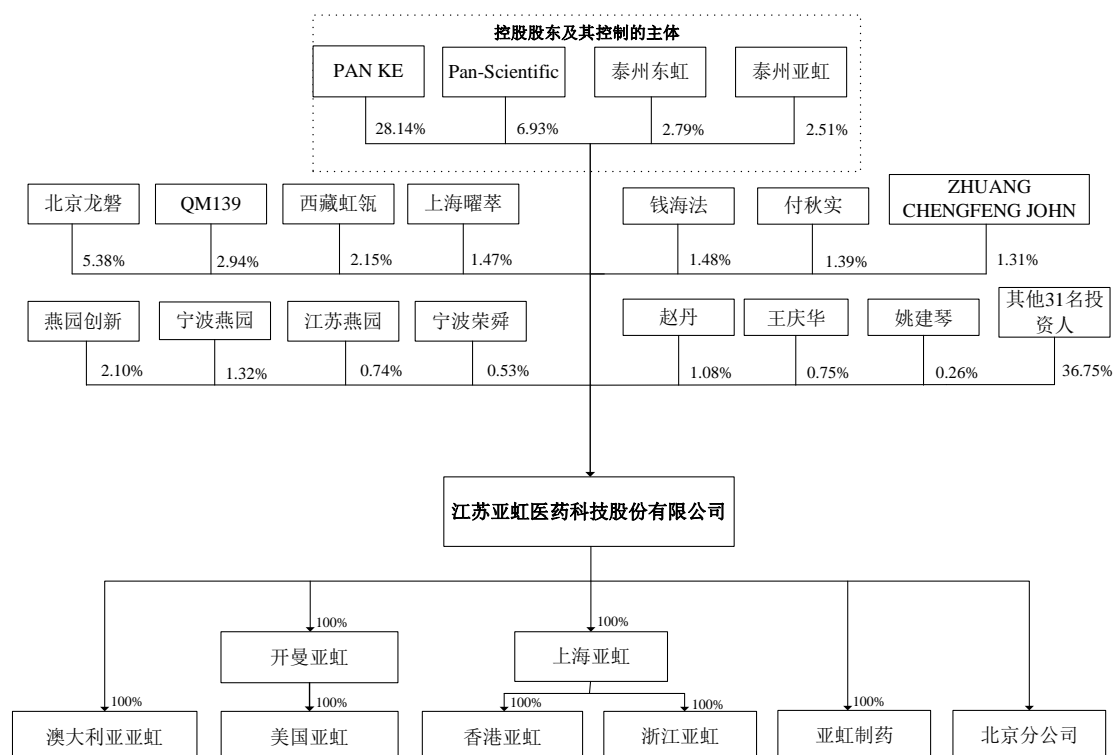 控股股东及其控制的主体
PAN KE
Pan-Scientific
泰州东虹
泰州亚虹
28.14%
6.93%
2.79%
2.51%
北京龙磐
QM139
西藏虹瓴
上海曜萃
钱海法
付秋实
ZHUANG
CHENGFENG JOHN
5.38%
2.94%
2.15%
1.47%
1.48%
1.39%
1.31%
燕园创新
宁波燕园
江苏燕园
宁波荣舜
赵丹
王庆华
姚建琴
其他31名投
资人
2.10%
1.32%
0.74%
0.53%
1.08%
0.75%
0.26%
36.75%
江苏亚虹医药科技股份有限公司
100%
100%
开曼亚虹
上海亚虹
100%
100%
100%
100%
100%
澳大利亚亚虹
美国亚虹
香港亚虹
浙江亚虹
亚虹制药
北京分公司